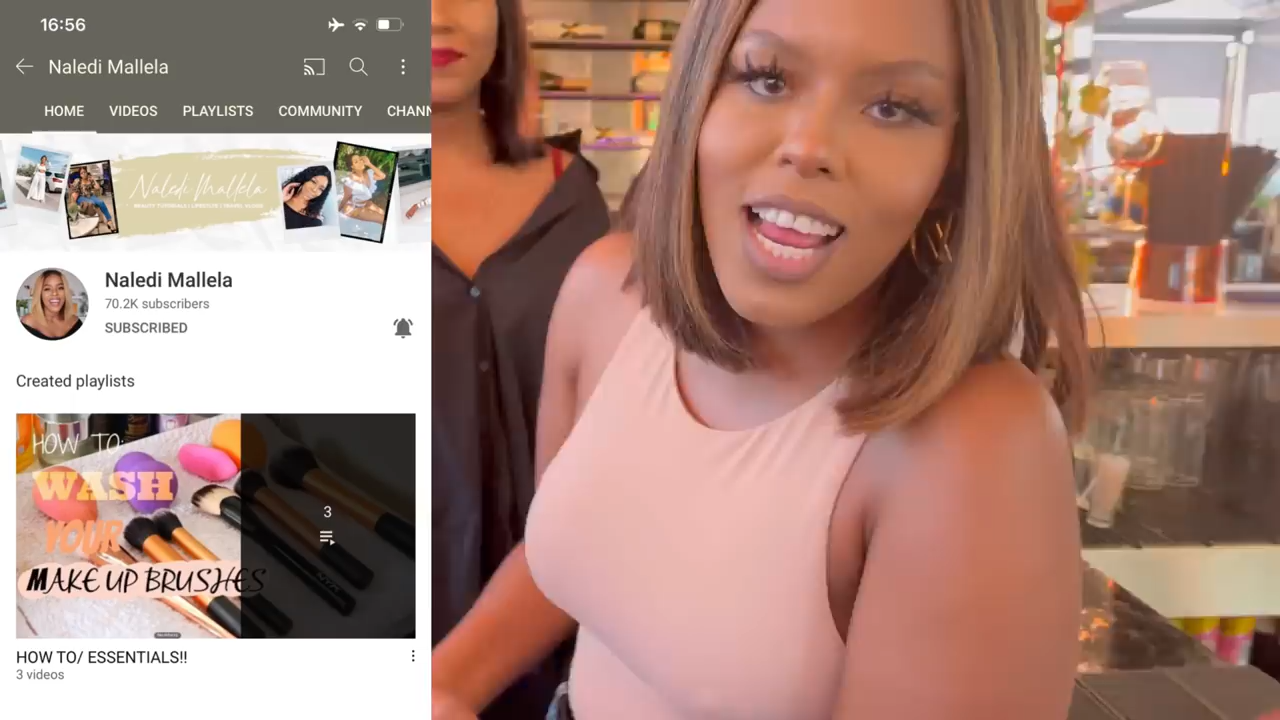 16:56
Naledi Mallela
HOME VIDEOS PLAYLISTS COMMUNITY CHANN
Naledi Mallela
Naledi Mallela
70.2K subscribers
SUBSCRIBED
Created playlists
HOW TO:
WASH
YOUR
MAKE UP BRUSHES
3
HOW TO/ ESSENTIALS!!
3 videos